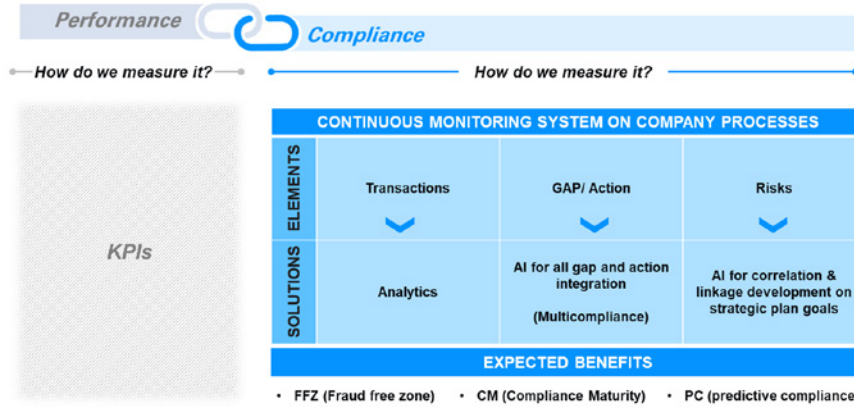 Performance
Compliance
How do we measure it?
How do we measure it?
KPIs
CONTINUOUS MONITORING SYSTEM ON COMPANY PROCESSES
ELEMENTS
Transactions
GAP/ Action
Risks
SOLUTIONS
Analytics
AI for all gap and action
integration
(Multicompliance)
AI for correlation &
linkage development on
strategic plan goals
EXPECTED BENEFITS
• FFZ (Fraud free zone) • CM (Compliance Maturity) • PC (predictive compliance